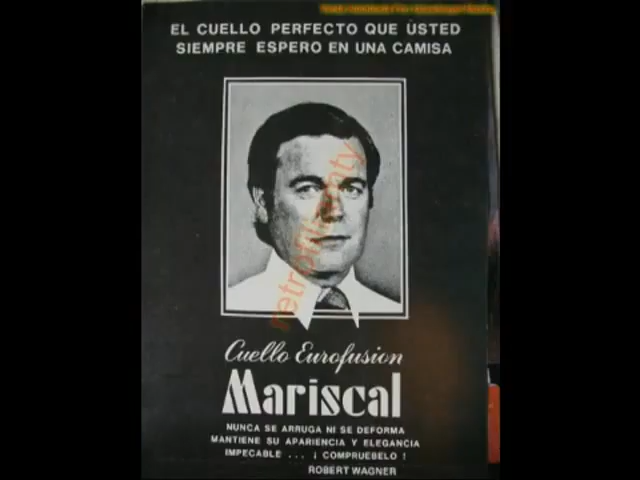 EL CUELLO PERFECTO QUE USTED
SIEMPRE ESPERO EN UNA CAMISA
Cuello Eurofusion
Mariscal
NUNCA SE ARRUGA NI SE DEFORMA
MANTIENE SU APARIENCIA Y ELEGANCIA
IMPECABLE ... ¡ COMPRUEBELO !
ROBERT WAGNER